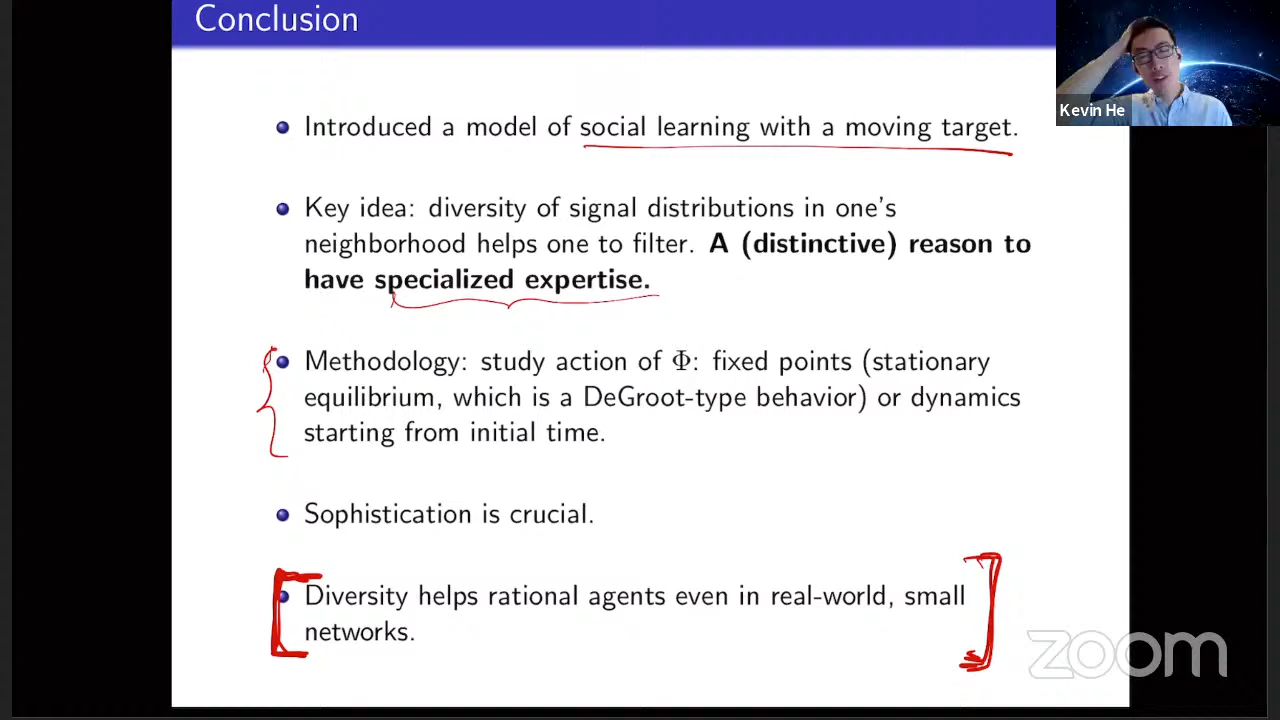 Conclusion
Kevin He
Introduced a model of social learning with a moving target.
Key idea: diversity of signal distributions in one's
neighborhood helps one to filter. A (distinctive) reason to
have specialized expertise.
Methodology: study action of Φ: fixed points (stationary
equilibrium, which is a DeGroot-type behavior) or dynamics
starting from initial time.
Sophistication is crucial.
Diversity helps rational agents even in real-world, small
networks.
zoom